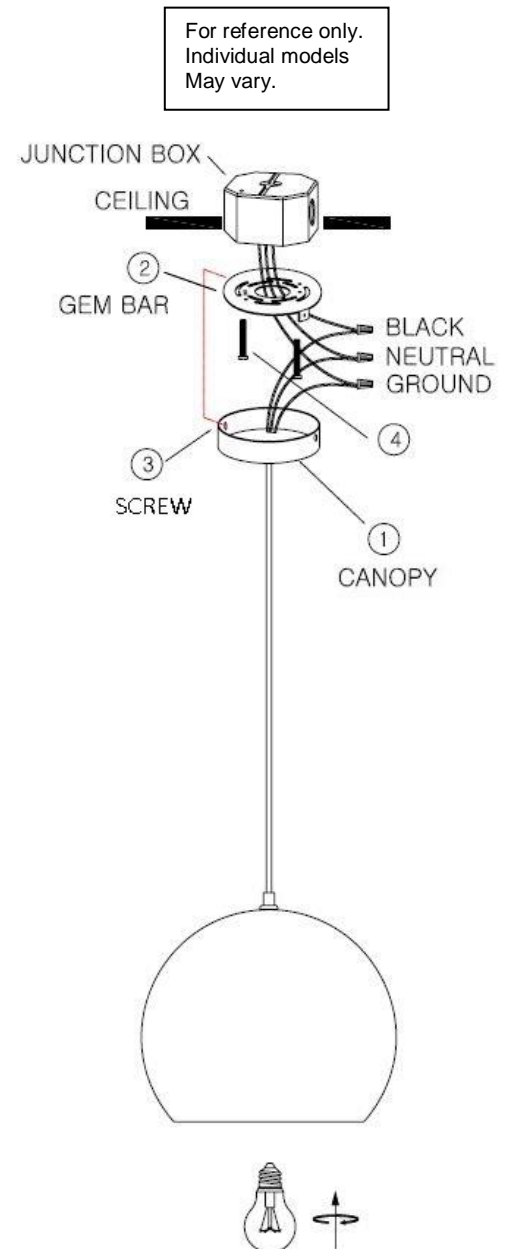 For reference only.
Individual models
May vary.
JUNCTION BOX
CEILING
2
GEM BAR
BLACK
NEUTRAL
GROUND
4
3
SCREW
1
CANOPY